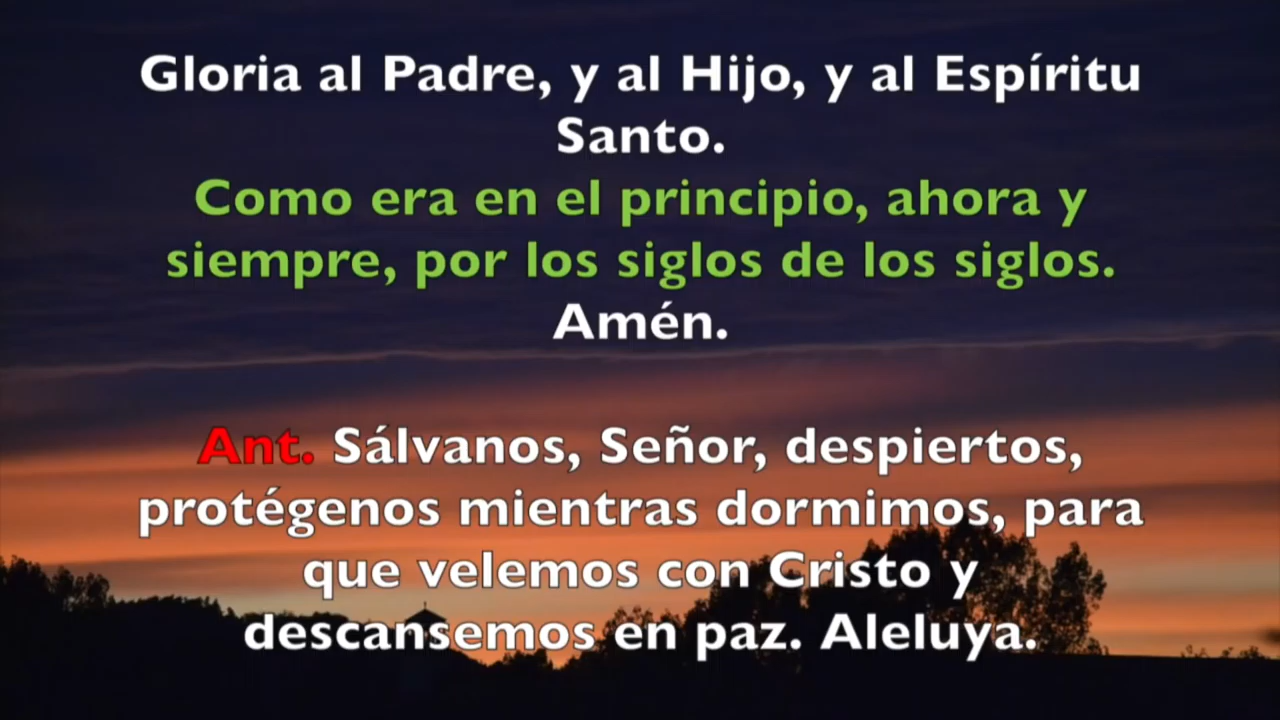 Gloria al Padre, y al Hijo, y al Espíritu
Santo.
Como era en el principio, ahora y
siempre, por los siglos de los siglos.
Amén.
Ant. Sálvanos, Señor, despiertos,
protégenos mientras dormimos, para
que velemos con Cristo y
descansemos en paz. Aleluya.